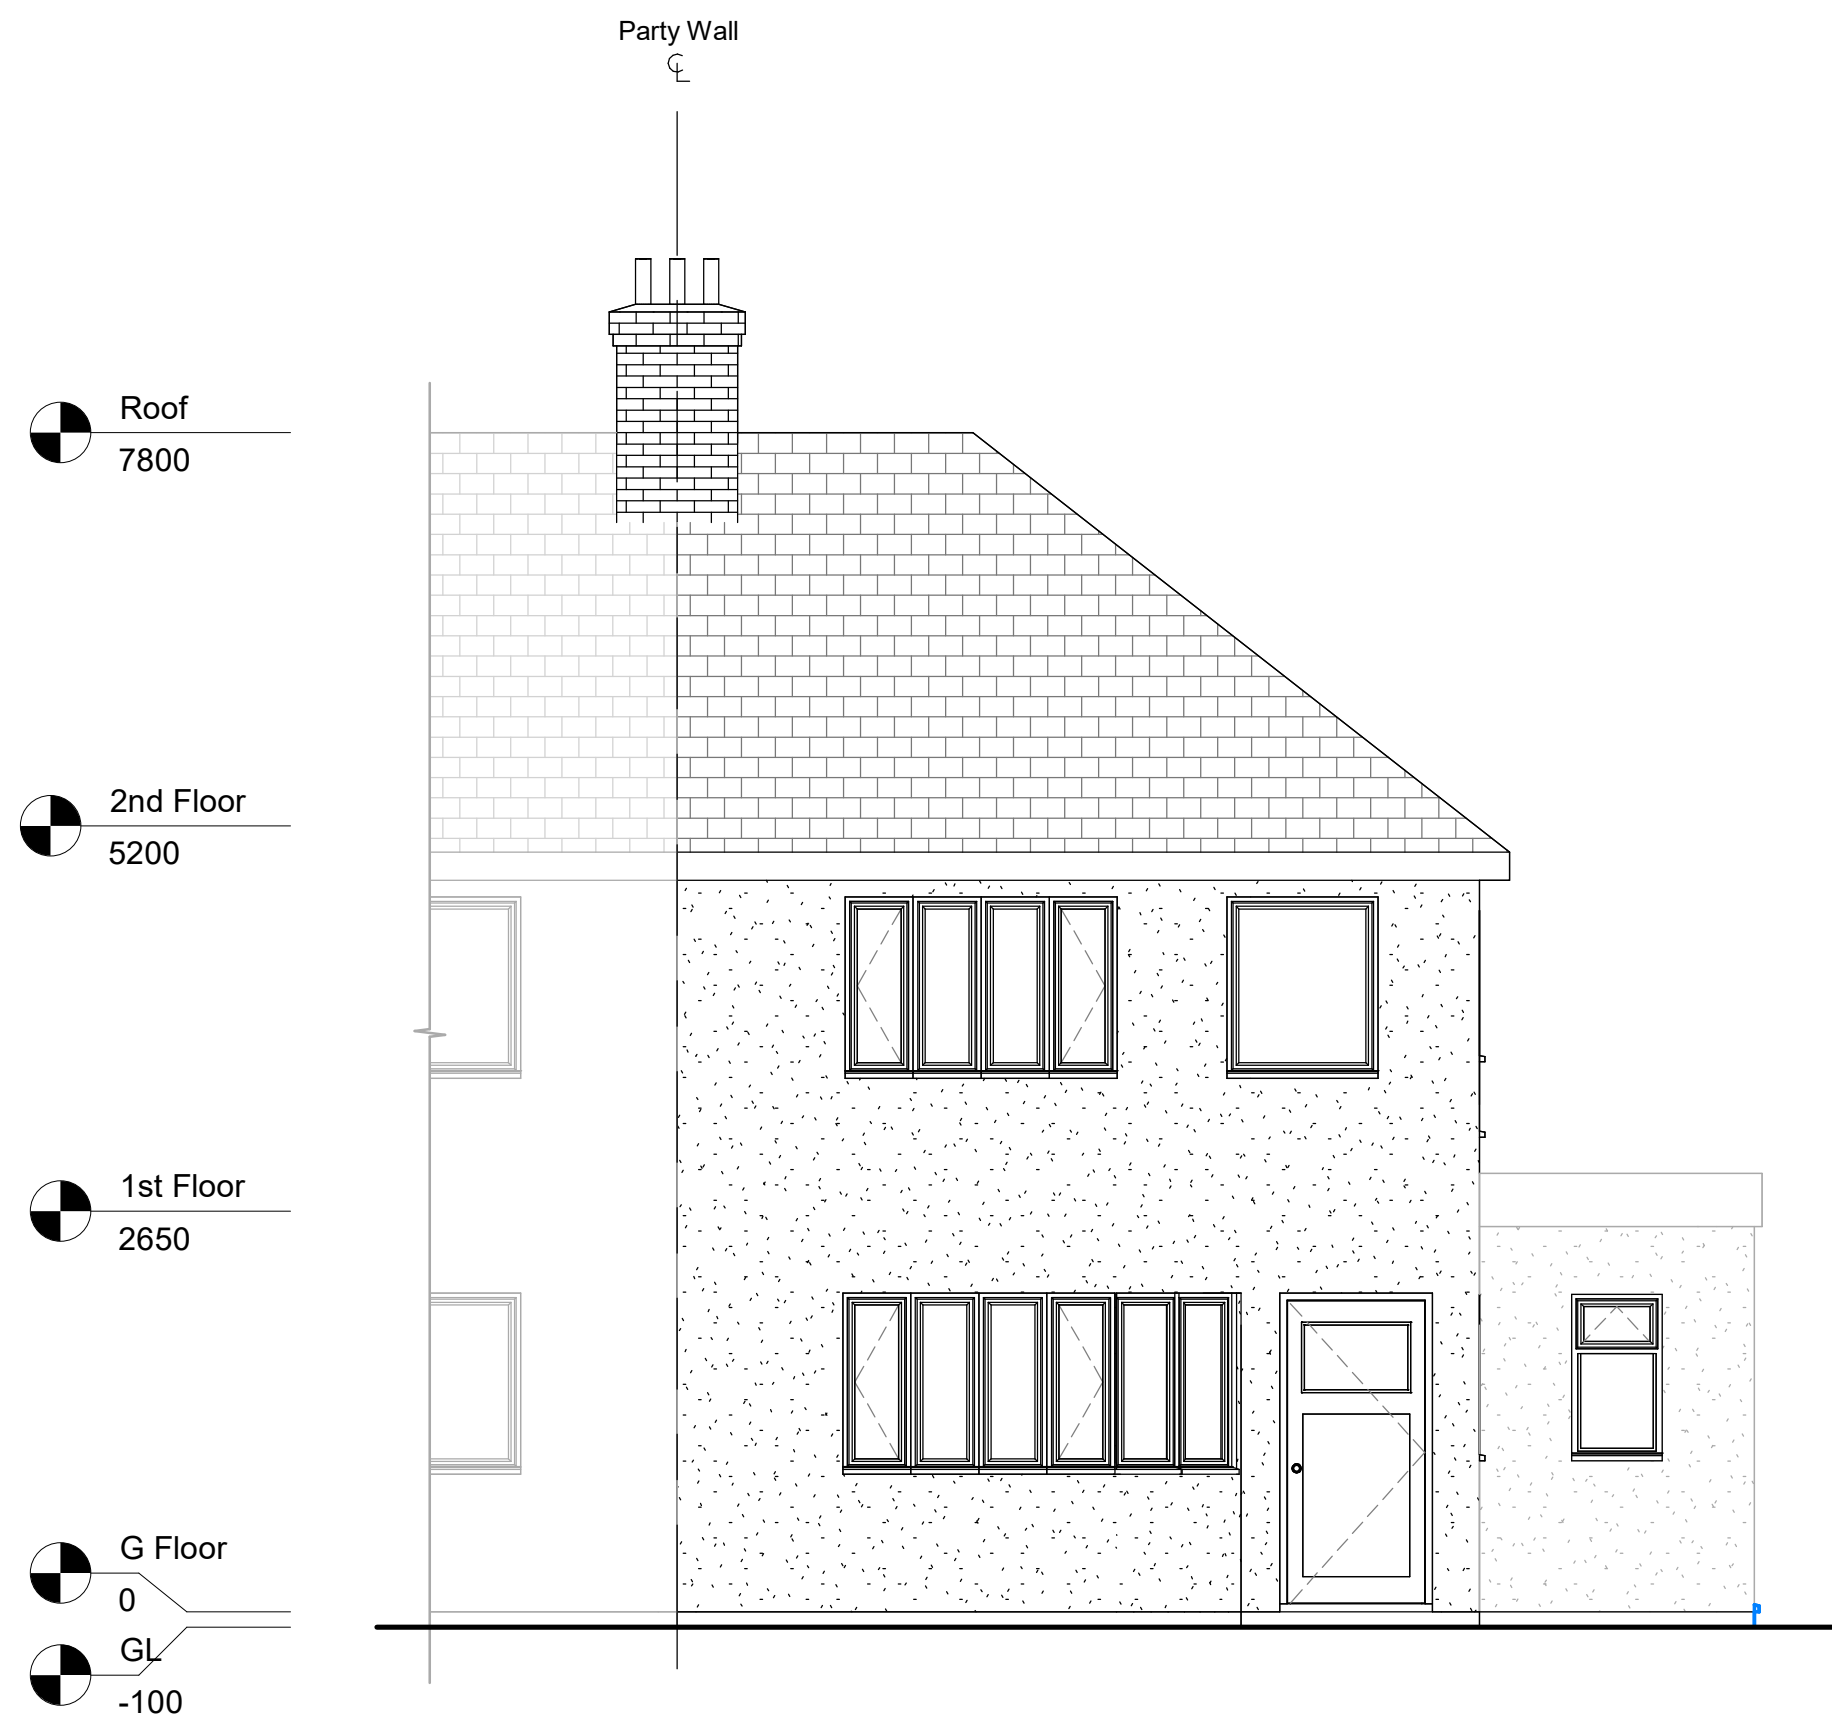 Party Wall
℄
Roof
7800
2nd Floor
5200
1st Floor
2650
G Floor
0
GL
-100